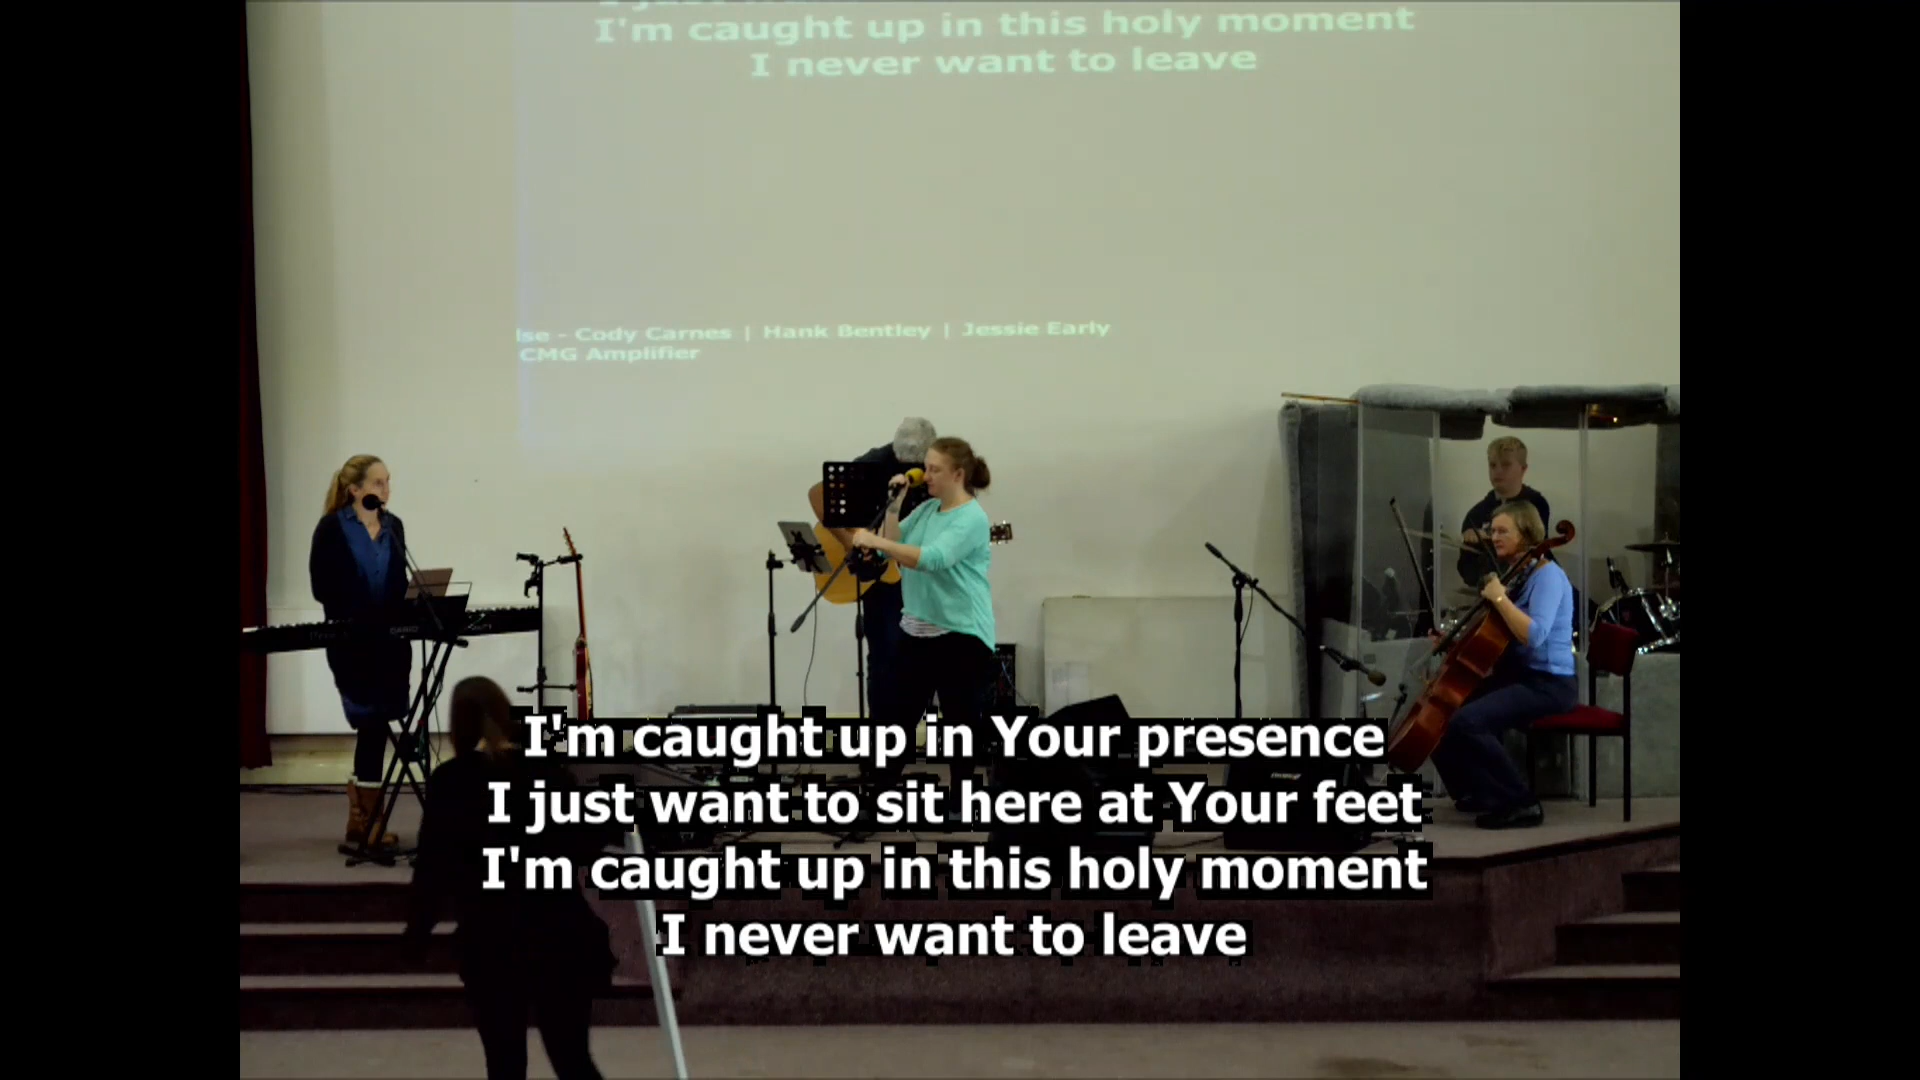 I'm caught up in this holy moment
I never want to leave
lse - Cody Carnes | Hank Bentley | Jessie Early
CMG Amplifier
I'm caught up in Your presence
I just want to sit here at Your feet
I'm caught up in this holy moment
I never want to leave